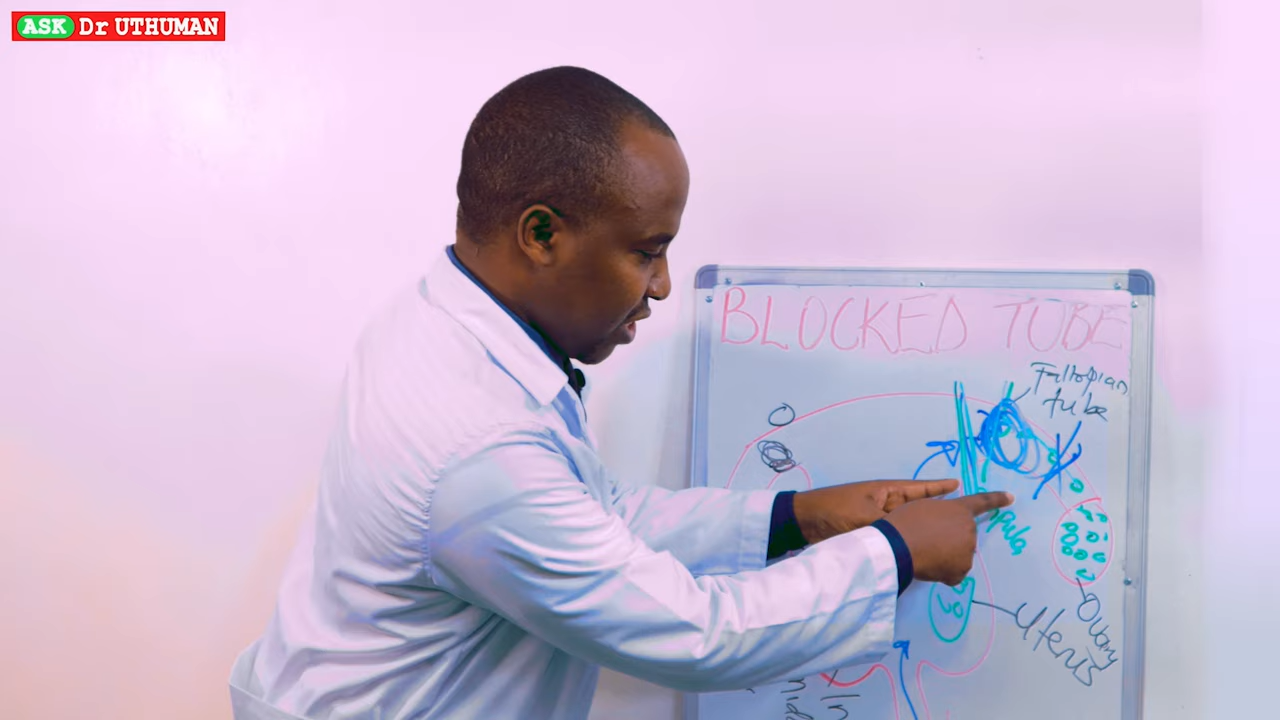 ASK Dr UTHUMAN
BLOCKED TUBE
Fallopian
tube
Ovary
Uterus